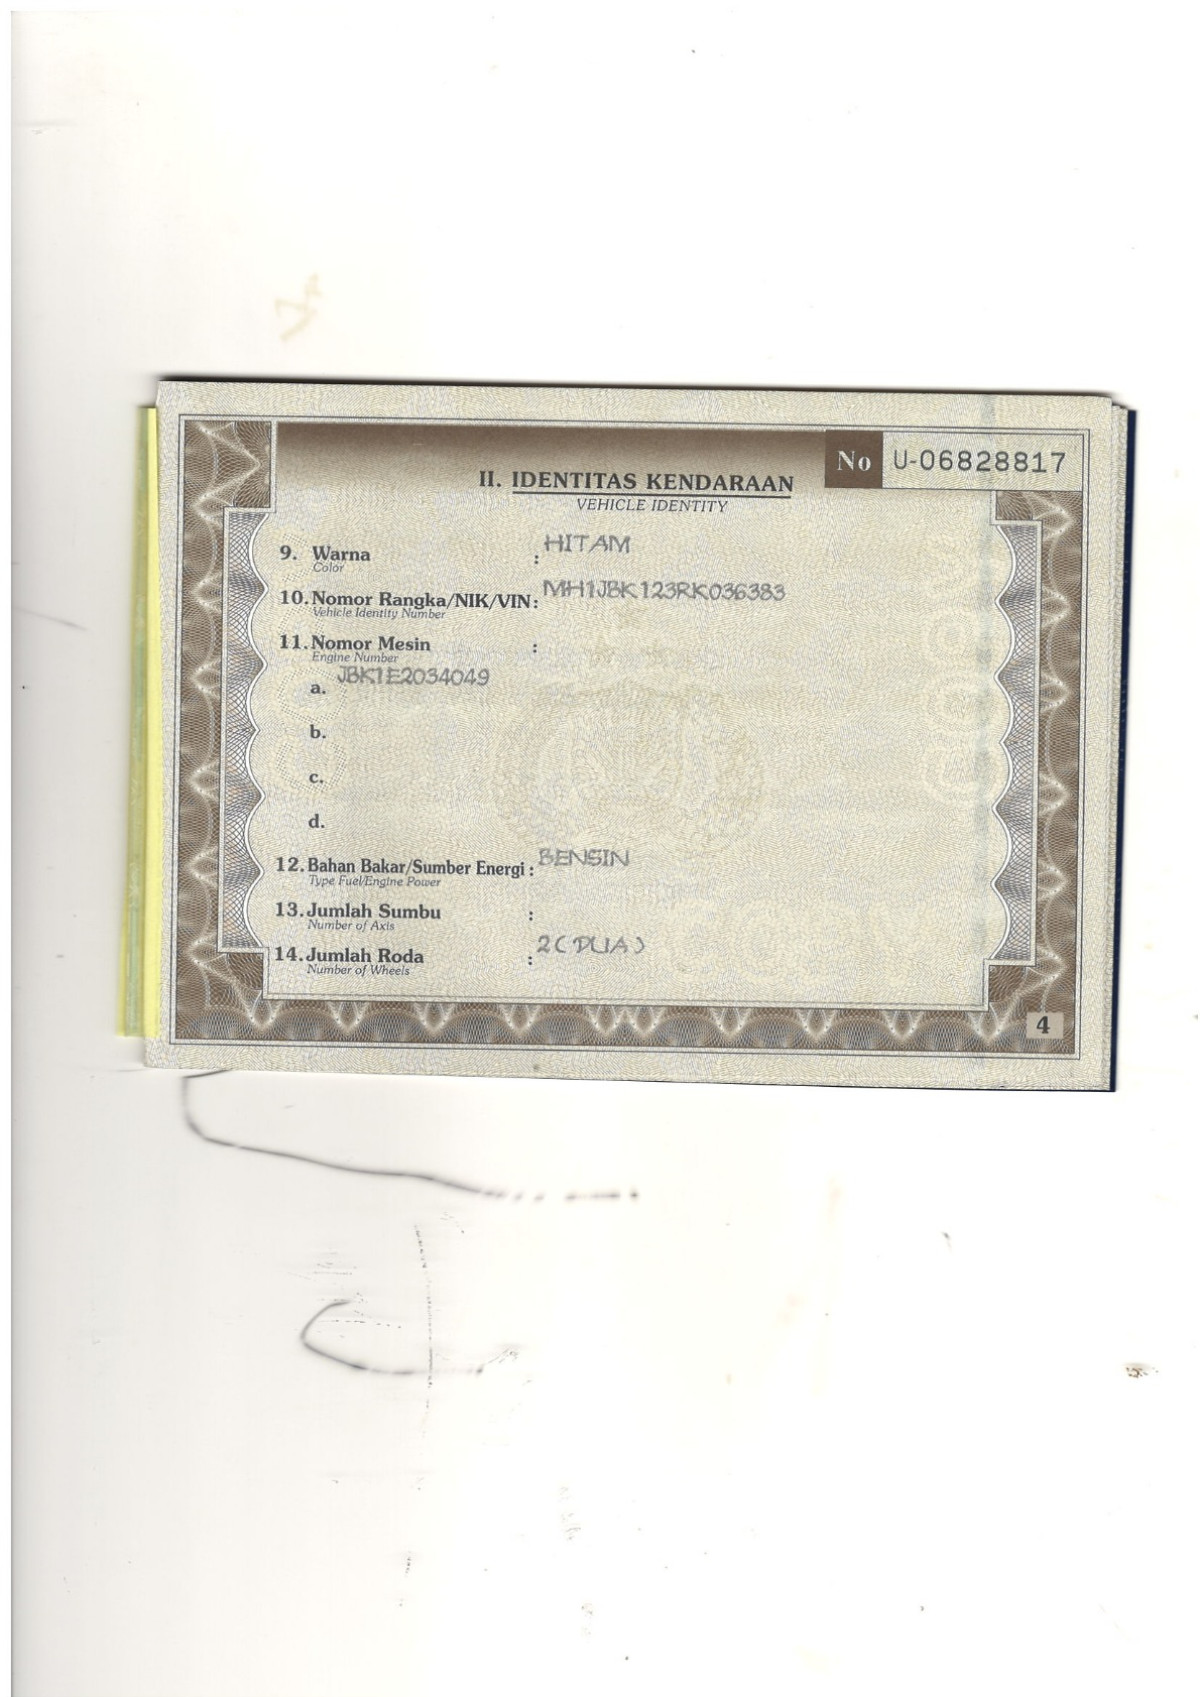 No U-06828817
II. IDENTITAS KENDARAAN
VEHICLE IDENTITY
9. Warna : HITAM
Color
10. Nomor Rangka/NIK/VIN: MH1JBK123RK036383
Vehicle Identity Number
11. Nomor Mesin :
Engine Number
a. JBK1E2034049
b.
c.
d.
12. Bahan Bakar/Sumber Energi : BENSIN
Type Fuel/Engine Power
13. Jumlah Sumbu :
Number of Axis
14. Jumlah Roda : 2 ( DUA )
Number of Wheels
4